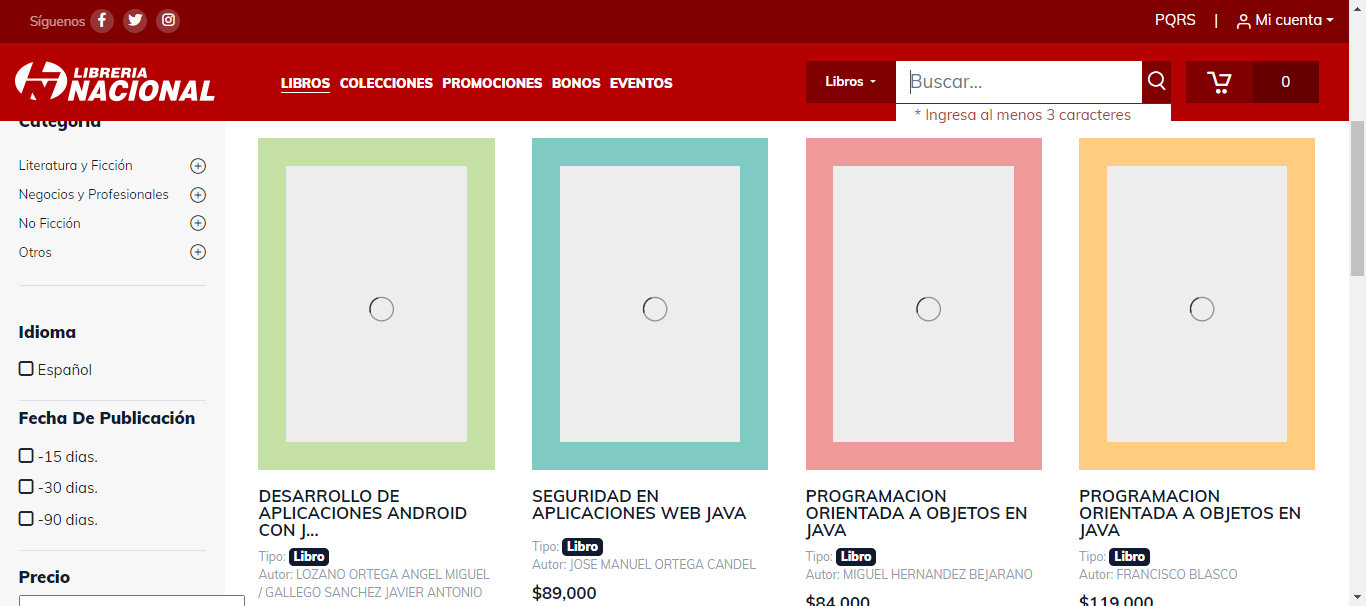 Síguenos
PQRS | Mi cuenta
LIBRERIA
NACIONAL
LIBROS COLECCIONES PROMOCIONES BONOS EVENTOS
Libros
Buscar...
0
* Ingresa al menos 3 caracteres
Categoría
Literatura y Ficción
Negocios y Profesionales
No Ficción
Otros
Idioma
Español
Fecha De Publicación
-15 dias.
-30 dias.
-90 dias.
Precio
DESARROLLO DE
APLICACIONES ANDROID
CON J...
Tipo: Libro
Autor: LOZANO ORTEGA ANGEL MIGUEL
/ GALLEGO SANCHEZ JAVIER ANTONIO
SEGURIDAD EN
APLICACIONES WEB JAVA
Tipo: Libro
Autor: JOSE MANUEL ORTEGA CANDEL
$89,000
PROGRAMACION
ORIENTADA A OBJETOS EN
JAVA
Tipo: Libro
Autor: MIGUEL HERNANDEZ BEJARANO
$84,000
PROGRAMACION
ORIENTADA A OBJETOS EN
JAVA
Tipo: Libro
Autor: FRANCISCO BLASCO
$119,000